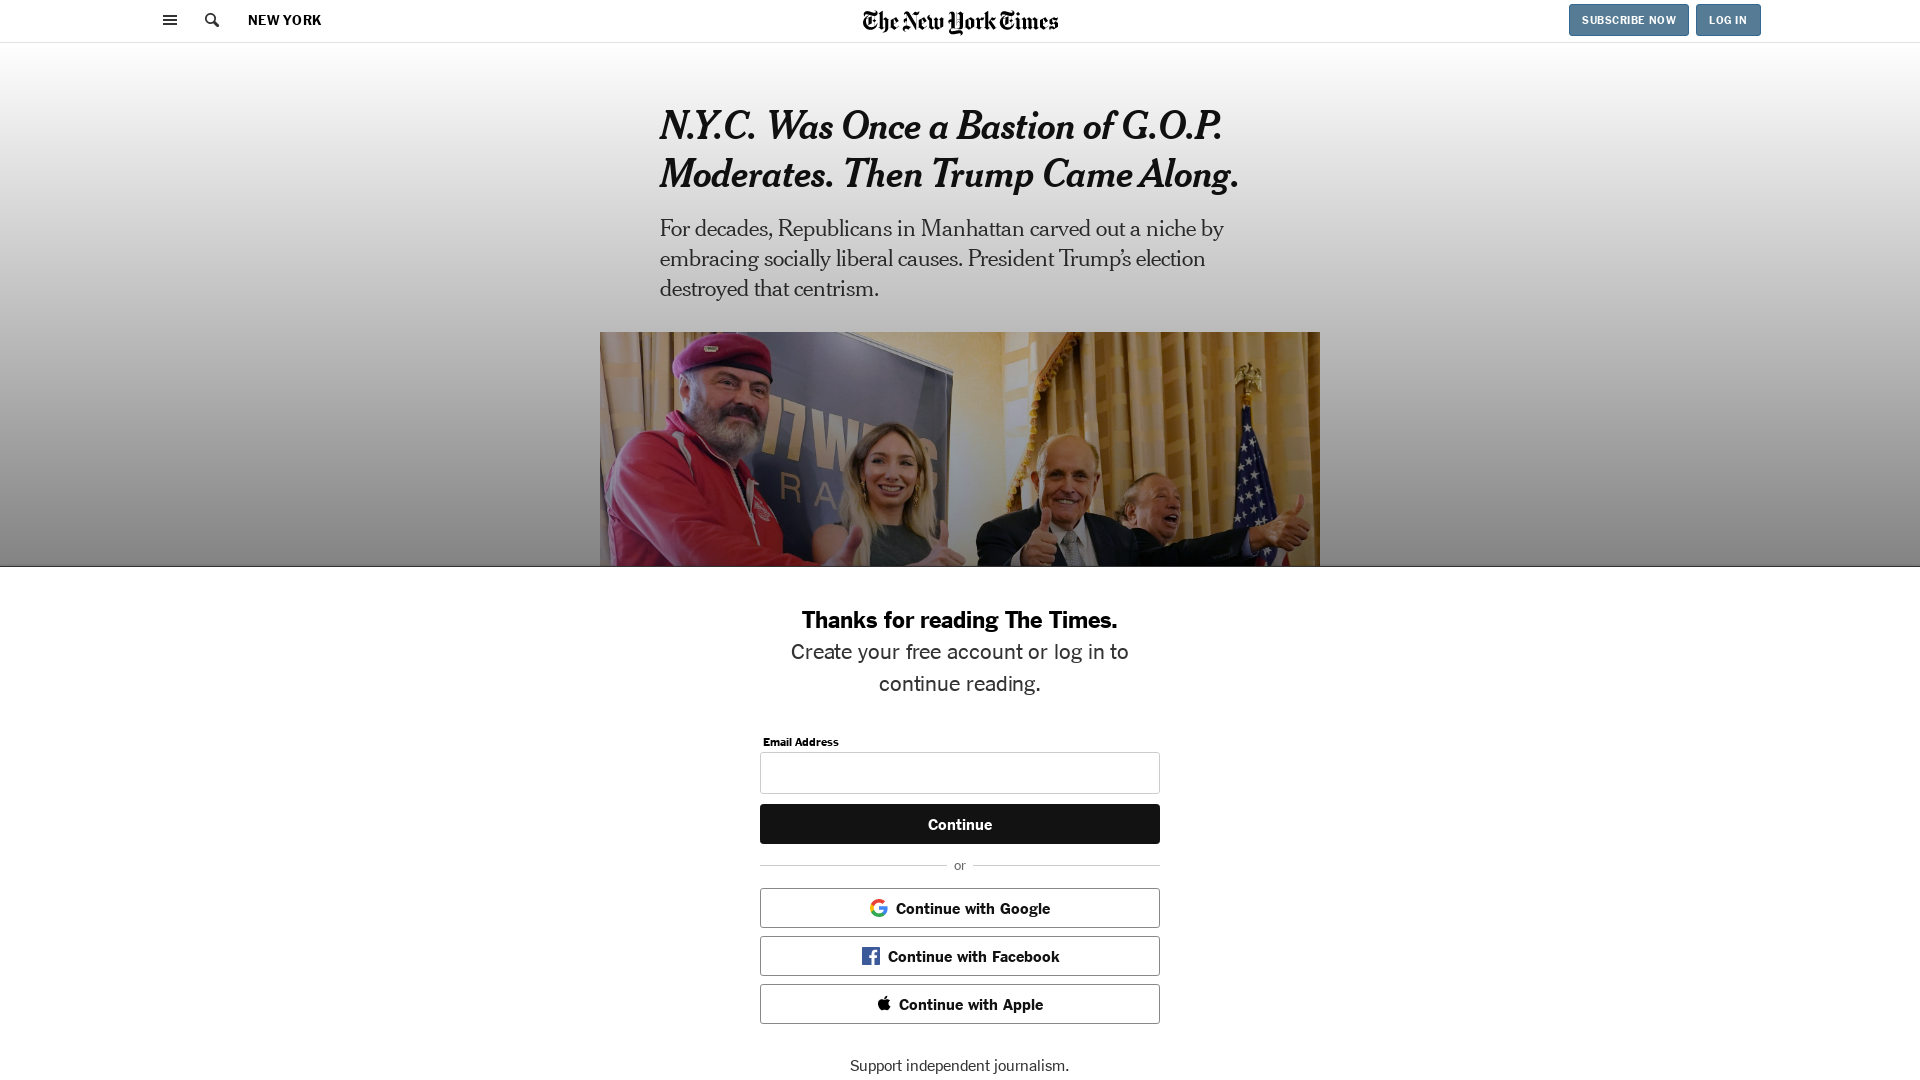 NEW YORK
The New York Times
SUBSCRIBE NOW
LOG IN
N.Y.C. Was Once a Bastion of G.O.P.
Moderates. Then Trump Came Along.
For decades, Republicans in Manhattan carved out a niche by
embracing socially liberal causes. President Trump’s election
destroyed that centrism.
77 W
RA
Thanks for reading The Times.
Create your free account or log in to
continue reading.
Email Address
Continue
or
Continue with Google
Continue with Facebook
Continue with Apple
Support independent journalism.